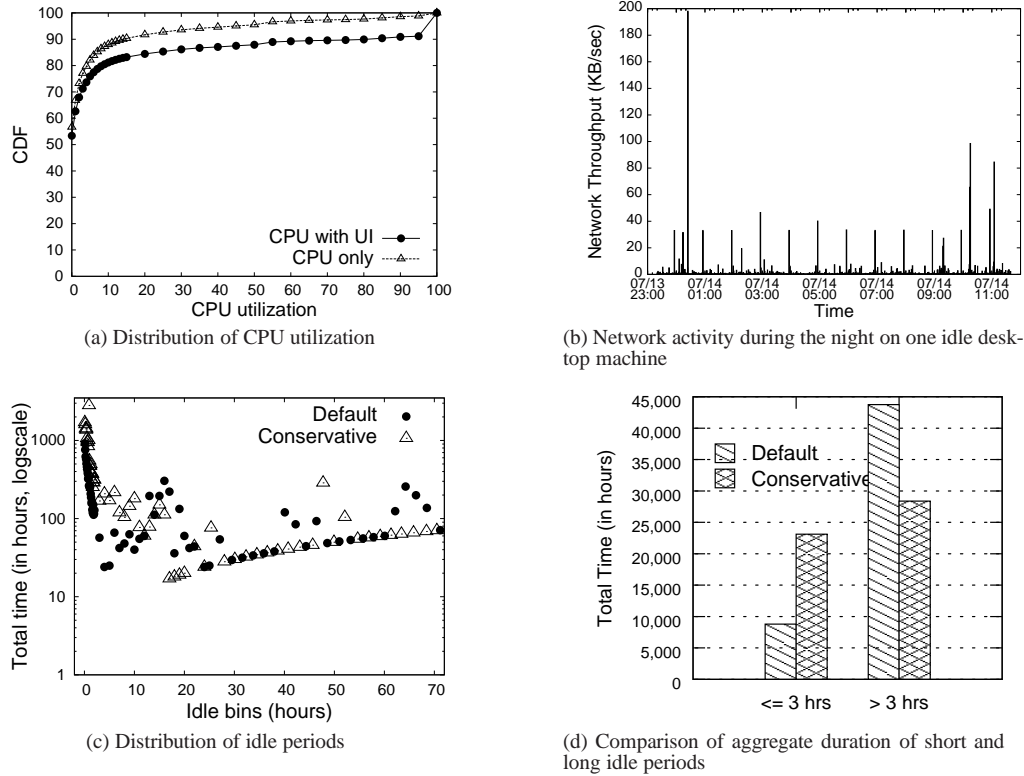 CDF
100
90
80
70
60
50
40
30
20
10
0
CPU with UI
CPU only
0 10 20 30 40 50 60 70 80 90 100
CPU utilization
(a) Distribution of CPU utilization
Network Throughput (KB/sec)
200
180
160
140
120
100
80
60
40
20
0
07/13 07/14 07/14 07/14 07/14 07/14 07/14
23:00 01:00 03:00 05:00 07:00 09:00 11:00
Time
(b) Network activity during the night on one idle desk-
top machine
Total time (in hours, logscale)
1000
100
10
1
Default
Conservative
0 10 20 30 40 50 60 70
Idle bins (hours)
(c) Distribution of idle periods
Total Time (in hours)
45,000
40,000
35,000
30,000
25,000
20,000
15,000
10,000
5,000
0
Default
Conservative
<= 3 hrs > 3 hrs
(d) Comparison of aggregate duration of short and
long idle periods